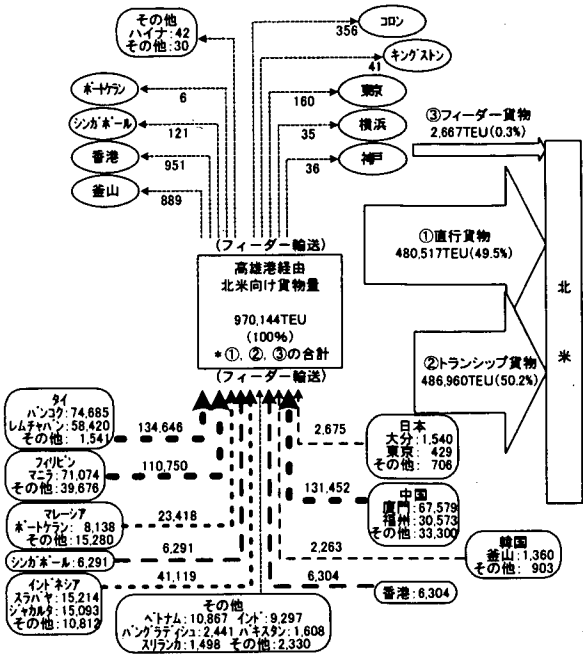 その他
ハイナ:42
その他:30
コロン
356
キングストン
41
ポートケラン
6
東京
160
シンガポール
121
横浜
35
香港
951
神戸
36
釜山
889
③フィーダー貨物
2,667TEU(0.3%)
(フィーダー輸送)
高雄港経由
北米向け貨物量
970,144TEU
(100%)
*①,②,③の合計
(フィーダー輸送)
①直行貨物
480,517TEU(49.5%)
②トランシップ貨物
486,960TEU(50.2%)
北
米
タイ
バンコク:74,685
レムチャバン:58,420
その他: 1,541
134,646
フィリピン
マニラ:71,074
その他:39,676
110,750
マレーシア
ポートケラン: 8,138
その他:15,280
23,418
シンガポール:6,291
6,291
インドネシア
スラバヤ:15,214
ジャカルタ:15,093
その他:10,812
41,119
その他
ベトナム:10,867 インド:9,297
バングラディシュ:2,441 パキスタン:1,608
スリランカ:1,498 その他:2,330
2,675
日本
大分:1,540
東京: 429
その他: 706
131,452
中国
廈門:67,579
福州:30,573
その他:33,300
2,263
韓国
釜山:1,360
その他: 903
6,304
香港:6,304